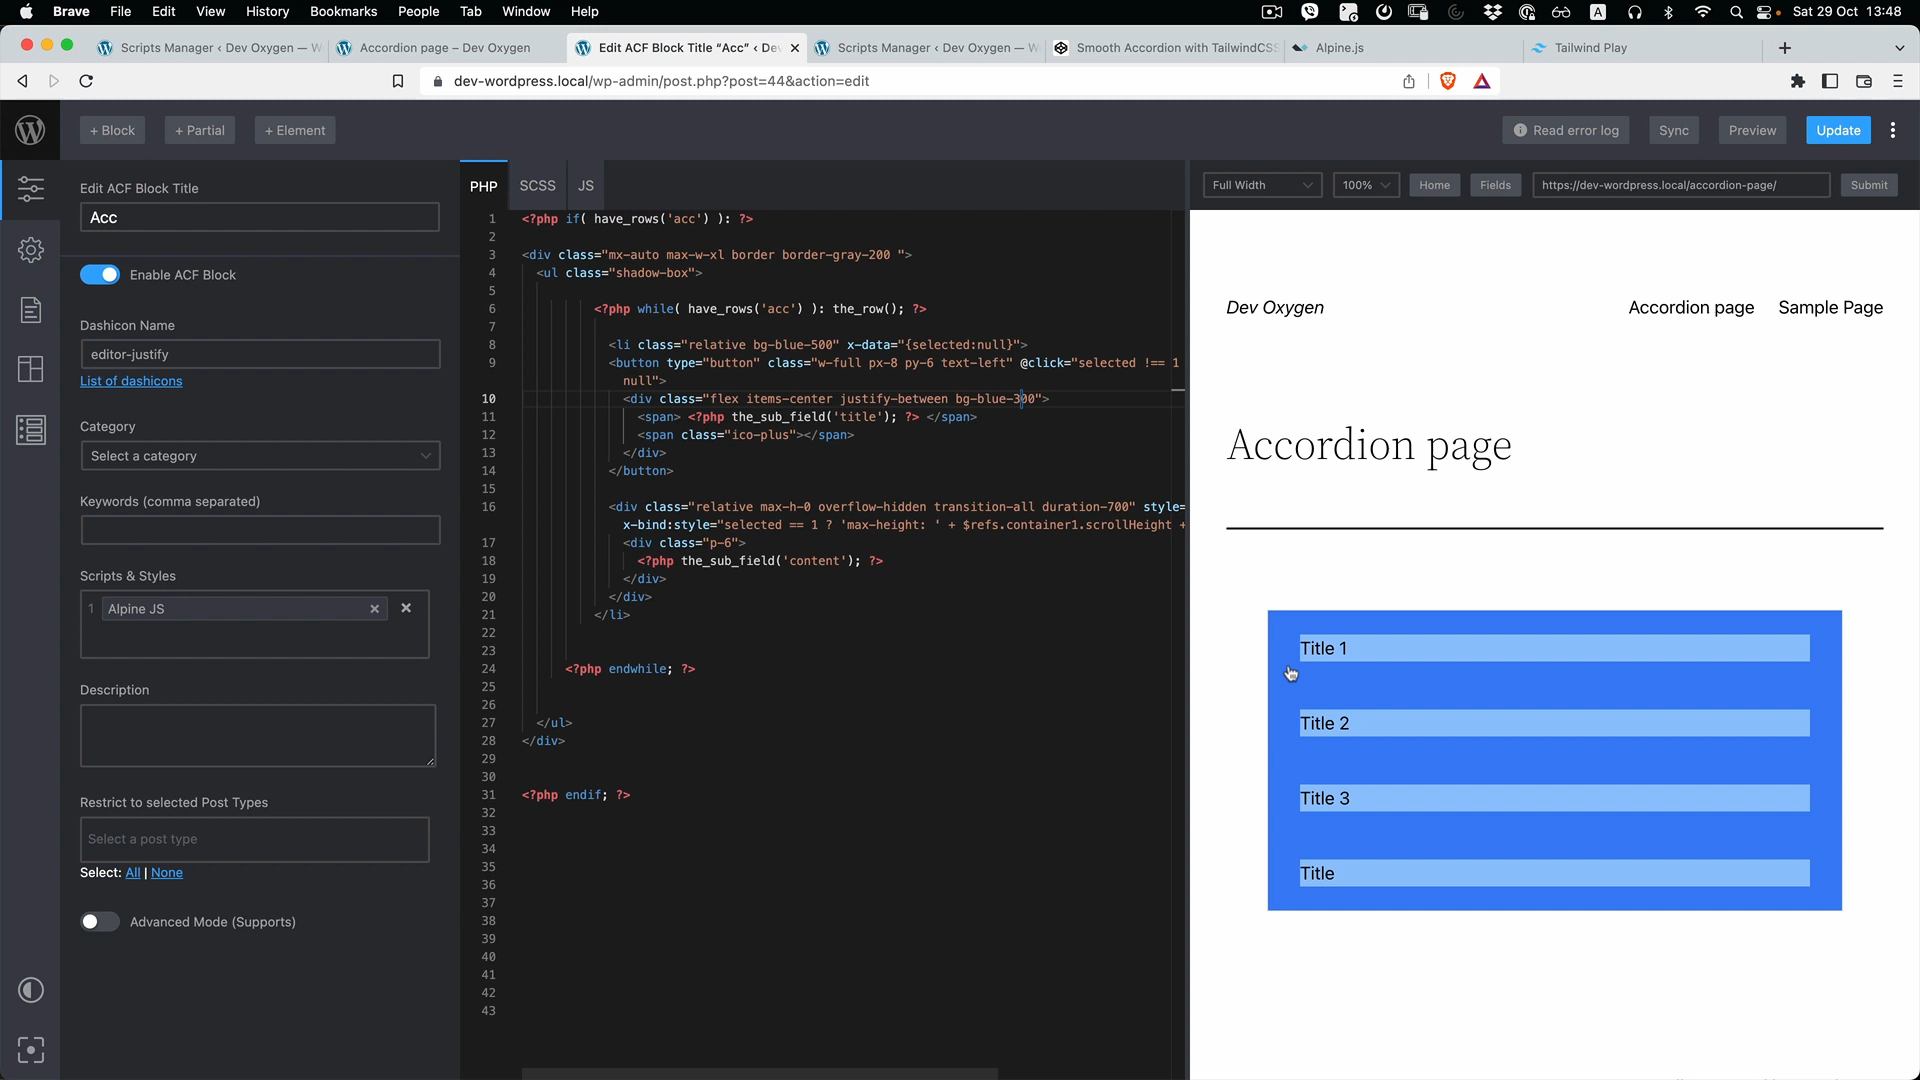 Brave File Edit View History Bookmarks People Tab Window Help
A
Sat 29 Oct 13:48
Scripts Manager ‹ Dev Oxygen — W
Accordion page – Dev Oxygen
Edit ACF Block Title “Acc” ‹ Dev
Scripts Manager ‹ Dev Oxygen — W
Smooth Accordion with TailwindCSS
Alpine.js
Tailwind Play
dev-wordpress.local/wp-admin/post.php?post=44&action=edit
+ Block
+ Partial
+ Element
Read error log
Sync
Preview
Update
Edit ACF Block Title
Acc
Enable ACF Block
Dashicon Name
editor-justify
List of dashicons
Category
Select a category
Keywords (comma separated)
Scripts & Styles
1 Alpine JS
Description
Restrict to selected Post Types
Select a post type
Select: All | None
Advanced Mode (Supports)
PHP SCSS JS
1 <?php if( have_rows('acc') ): ?>
2
3 <div class="mx-auto max-w-xl border border-gray-200 ">
4 <ul class="shadow-box">
5
6 <?php while( have_rows('acc') ): the_row(); ?>
7
8 <li class="relative bg-blue-500" x-data="{selected:null}">
9 <button type="button" class="w-full px-8 py-6 text-left" @click="selected !== 1
null">
10 <div class="flex items-center justify-between bg-blue-300">
11 <span> <?php the_sub_field('title'); ?> </span>
12 <span class="ico-plus"></span>
13 </div>
14 </button>
15
16 <div class="relative max-h-0 overflow-hidden transition-all duration-700" style=
x-bind:style="selected == 1 ? 'max-height: ' + $refs.container1.scrollHeight +
17 <div class="p-6">
18 <?php the_sub_field('content'); ?>
19 </div>
20 </div>
21 </li>
22
23
24 <?php endwhile; ?>
25
26
27 </ul>
28 </div>
29
30
31 <?php endif; ?>
32
33
34
35
36
37
38
39
40
41
42
43
Full Width
100%
Home
Fields
https://dev-wordpress.local/accordion-page/
Submit
Dev Oxygen
Accordion page
Sample Page
Accordion page
Title 1
Title 2
Title 3
Title